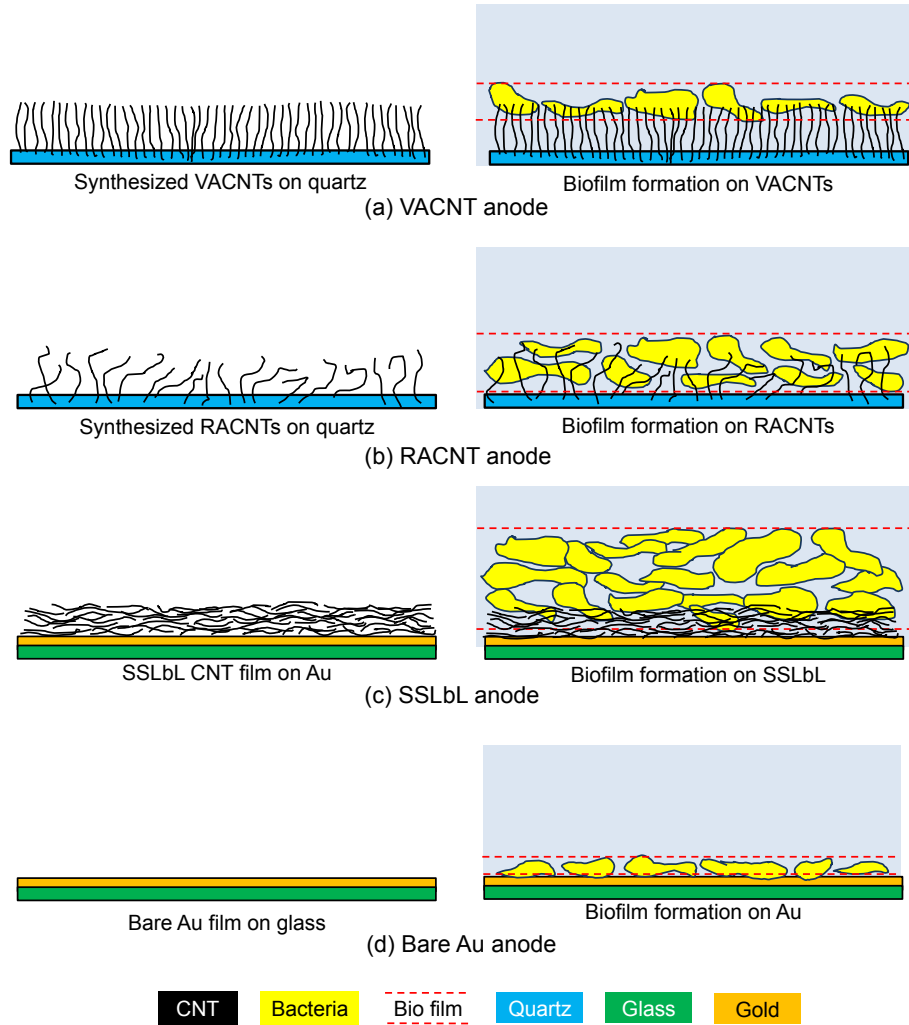 Synthesized VACNTs on quartz
Biofilm formation on VACNTs
(a) VACNT anode
Synthesized RACNTs on quartz
Biofilm formation on RACNTs
(b) RACNT anode
SSLbL CNT film on Au
Biofilm formation on SSLbL
(c) SSLbL anode
Bare Au film on glass
Biofilm formation on Au
(d) Bare Au anode
CNT
Bacteria
Bio film
Quartz
Glass
Gold